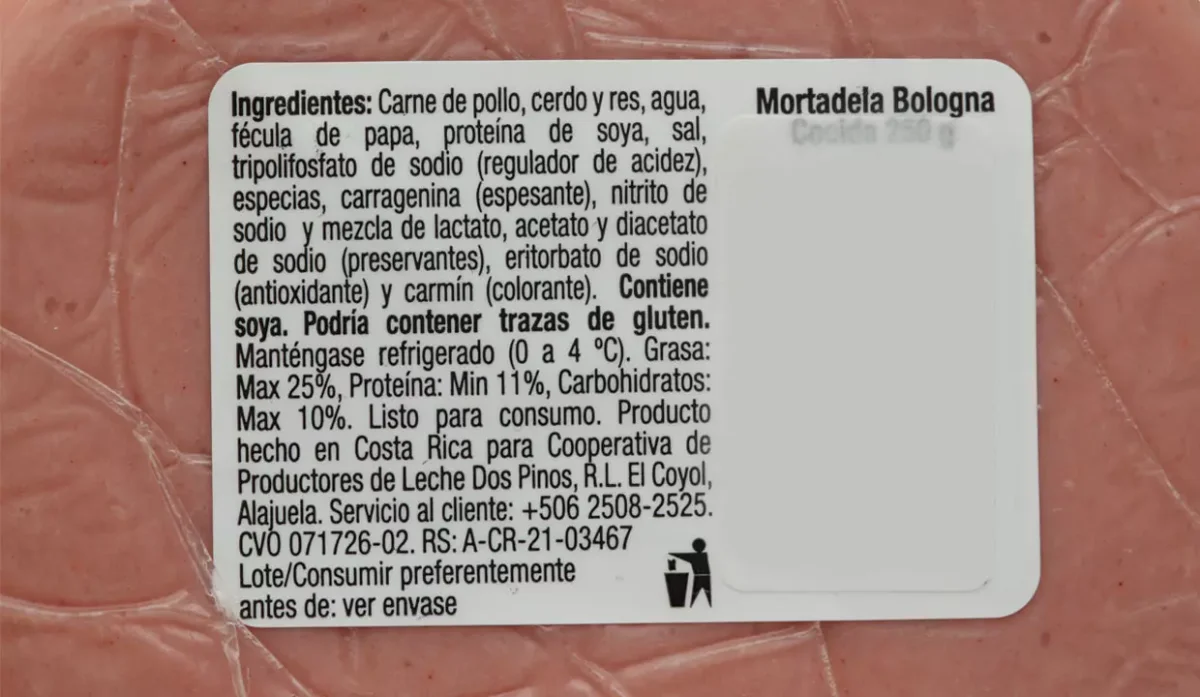 Ingredientes: Carne de pollo, cerdo y res, agua,
fécula de papa, proteína de soya, sal,
tripolifosfato de sodio (regulador de acidez),
especias, carragenina (espesante), nitrito de
sodio y mezcla de lactato, acetato y diacetato
de sodio (preservantes), eritorbato de sodio
(antioxidante) y carmín (colorante). Contiene
soya. Podría contener trazas de gluten.
Manténgase refrigerado (0 a 4 ºC). Grasa:
Max 25%, Proteína: Min 11%, Carbohidratos:
Max 10%. Listo para consumo. Producto
hecho en Costa Rica para Cooperativa de
Productores de Leche Dos Pinos, R.L. El Coyol,
Alajuela. Servicio al cliente: +506 2508-2525.
CVO 071726-02. RS: A-CR-21-03467
Lote/Consumir preferentemente
antes de: ver envase
Mortadela Bologna
Cocida 250 g